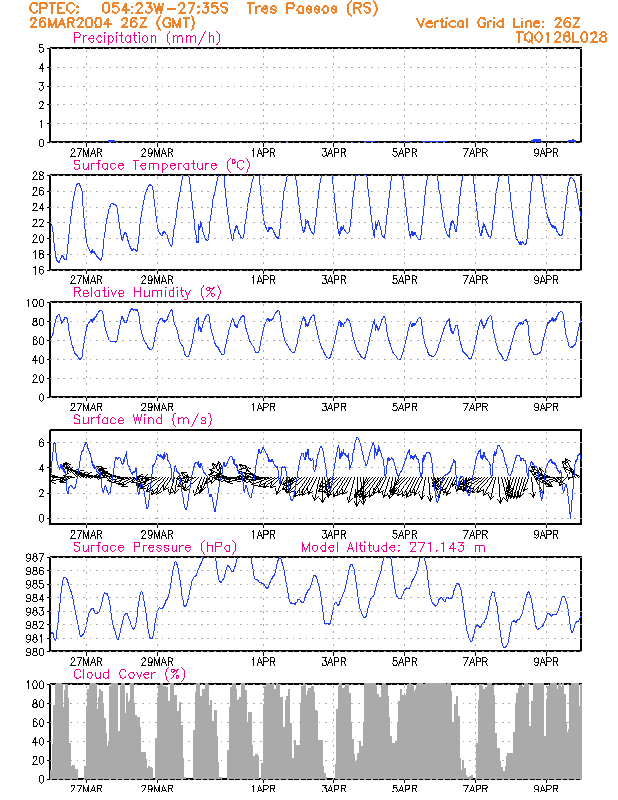 CPTEC: 054:23W-27:35S Tres Passos (RS)
26MAR2004 26Z (GMT) Vertical Grid Line: 26Z
Precipitation (mm/h) TQ0126L028
5
4
3
2
1
0
27MAR 29MAR 1APR 3APR 5APR 7APR 9APR
Surface Temperature (°C)
28
26
24
22
20
18
16
27MAR 29MAR 1APR 3APR 5APR 7APR 9APR
Relative Humidity (%)
100
80
60
40
20
0
27MAR 29MAR 1APR 3APR 5APR 7APR 9APR
Surface Wind (m/s)
6
4
2
0
27MAR 29MAR 1APR 3APR 5APR 7APR 9APR
Surface Pressure (hPa) Model Altitude: 271.143 m
987
986
985
984
983
982
981
980
27MAR 29MAR 1APR 3APR 5APR 7APR 9APR
Cloud Cover (%)
100
80
60
40
20
0
27MAR 29MAR 1APR 3APR 5APR 7APR 9APR